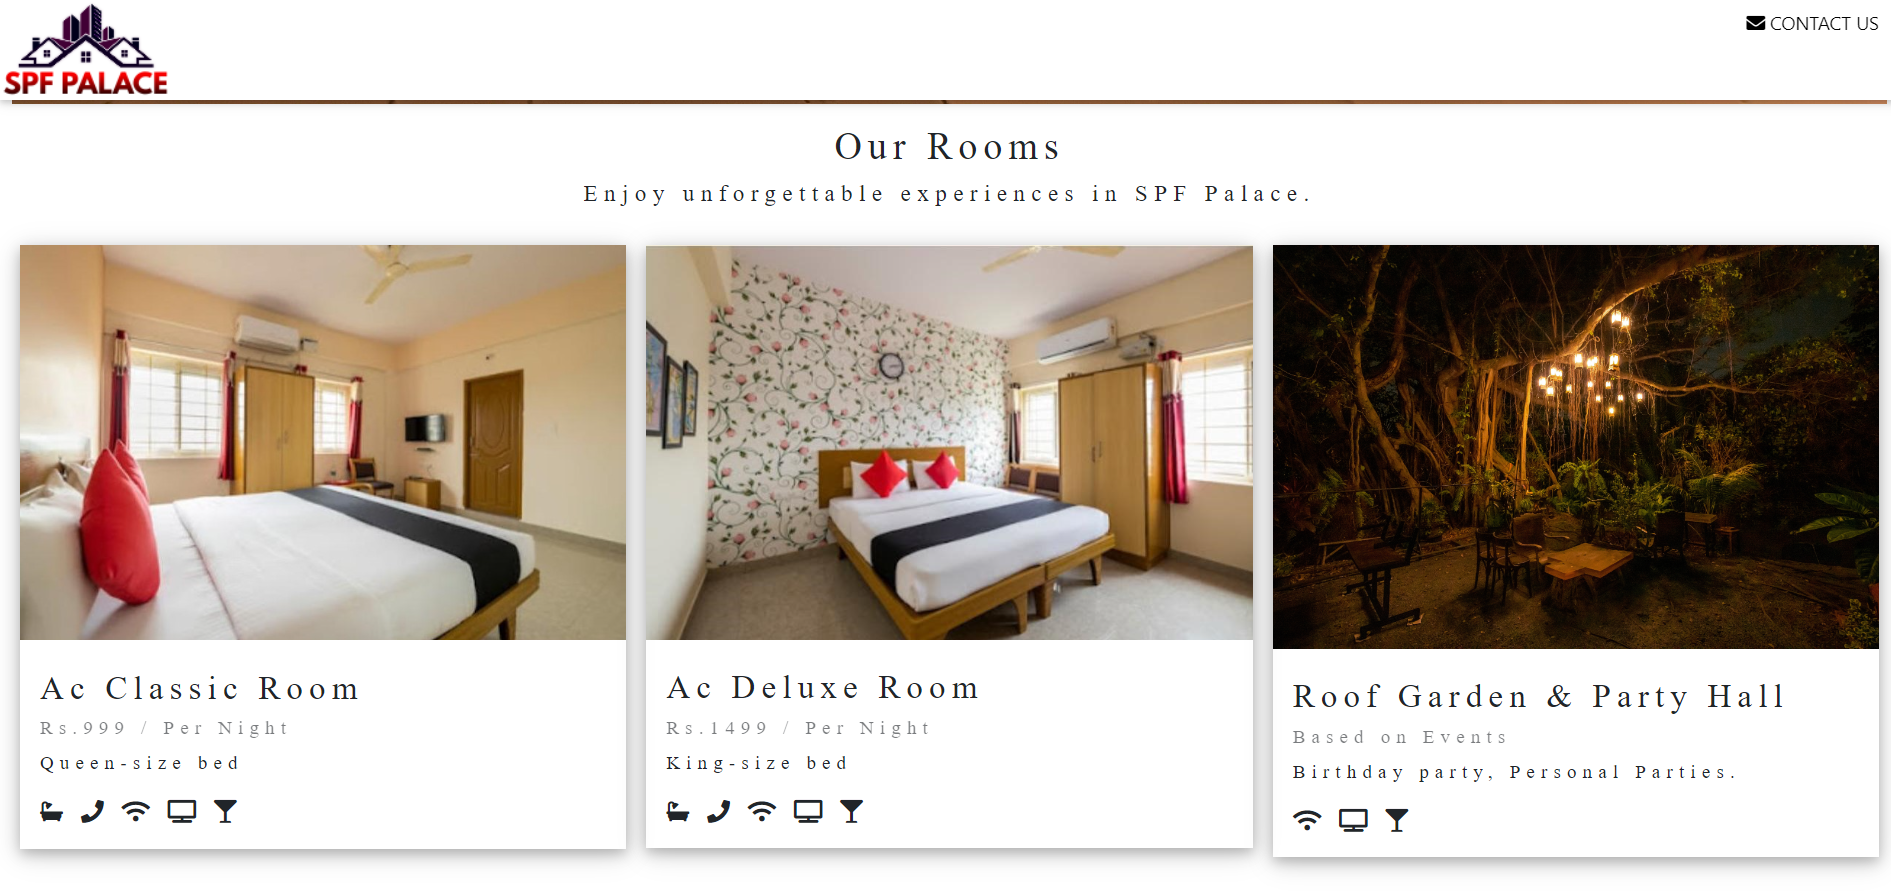 SPF PALACE
CONTACT US
Our Rooms
Enjoy unforgettable experiences in SPF Palace.
Ac Classic Room
Rs.999 / Per Night
Queen-size bed
Ac Deluxe Room
Rs.1499 / Per Night
King-size bed
Roof Garden & Party Hall
Based on Events
Birthday party, Personal Parties.